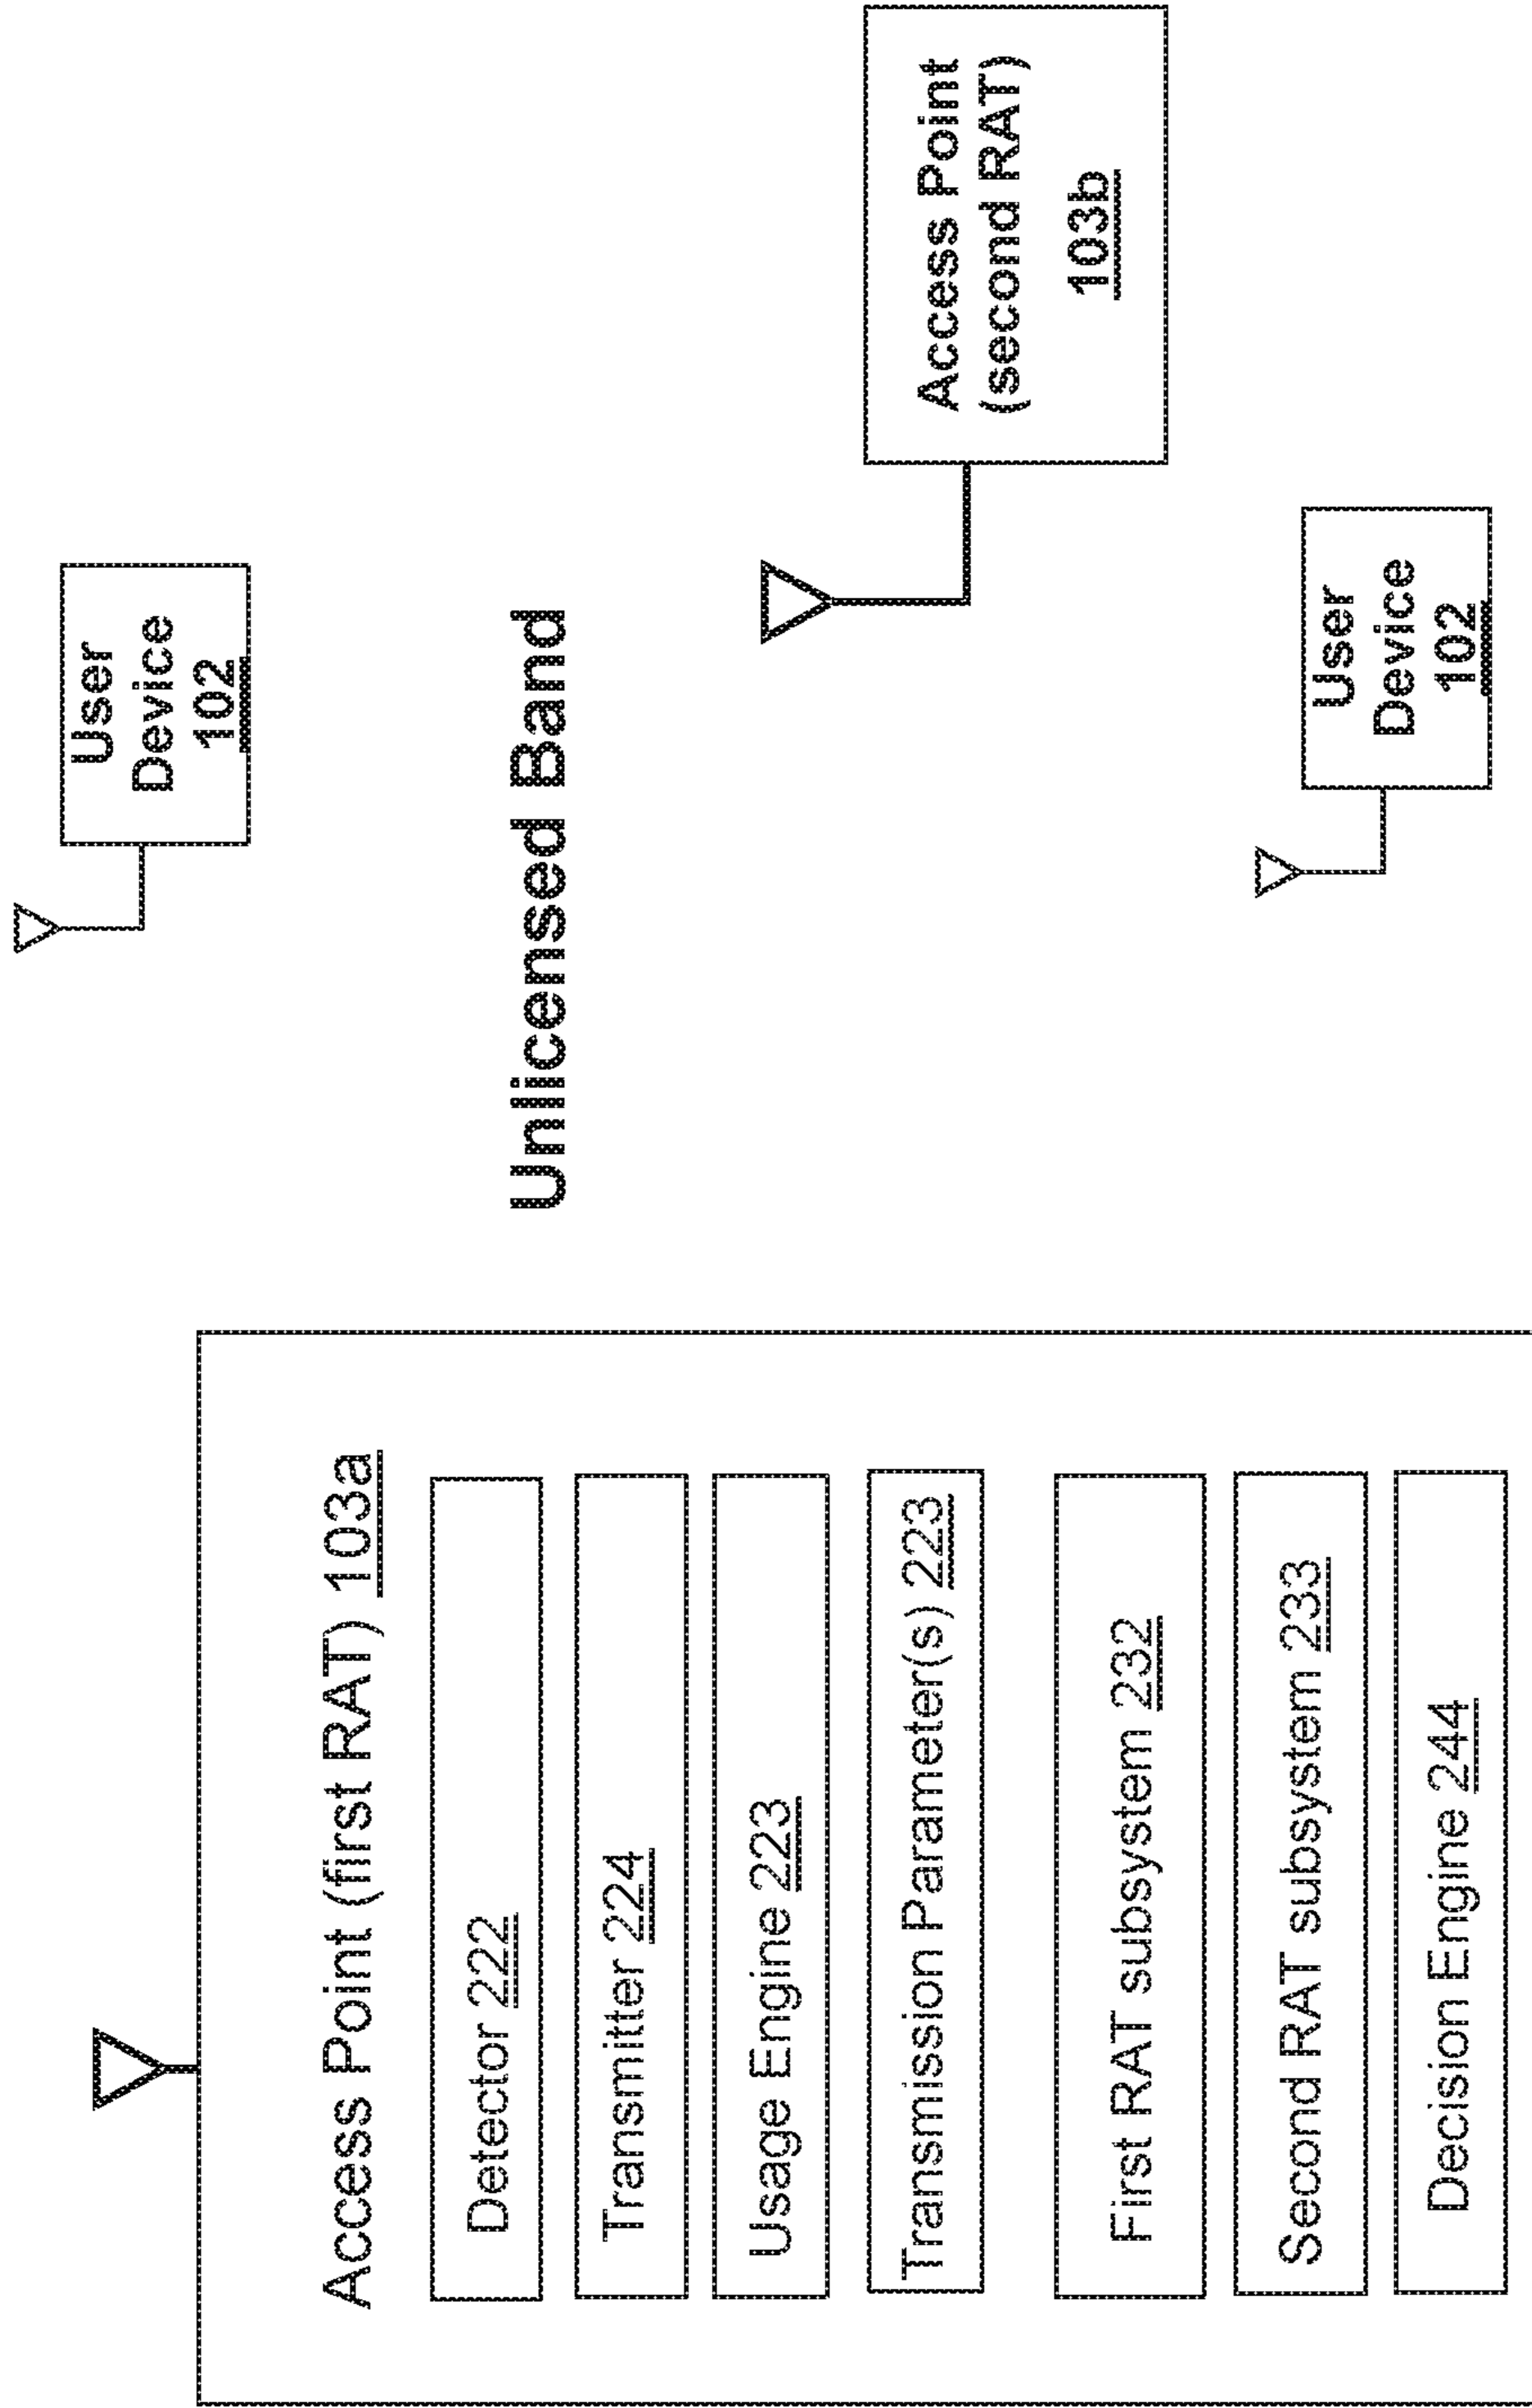 Access Point (first RAT) 103a
Detector 222
Transmitter 224
Usage Engine 223
Transmission Parameter(s) 223
First RAT subsystem 232
Second RAT subsystem 233
Decision Engine 244
User
Device
102
Unlicensed Band
Access Point
(second RAT)
103b
User
Device
102